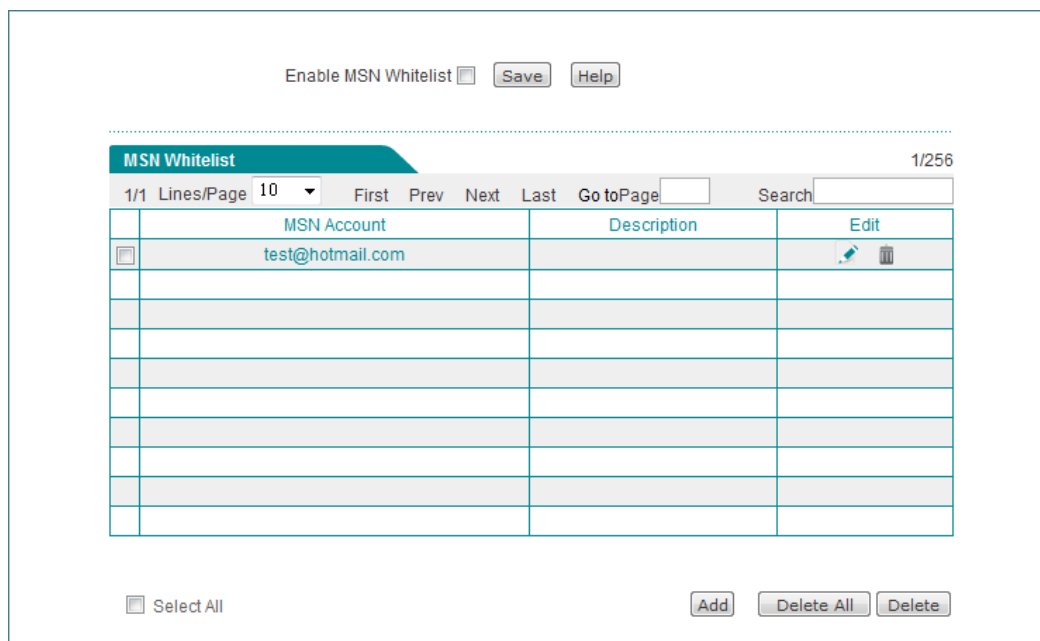 Enable MSN Whitelist Save Help
MSN Whitelist 1/256
1/1 Lines/Page 10 First Prev Next Last Go toPage Search
MSN Account Description Edit
test@hotmail.com
Select All Add Delete All Delete